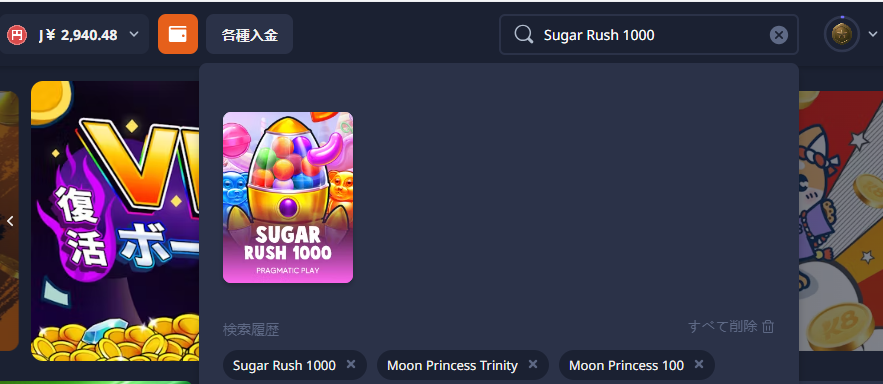 円 J¥ 2,940.48 各種入金 Sugar Rush 1000
復活
ボー
SUGAR
RUSH 1000
PRAGMATIC PLAY
K8
検索履歴 すべて削除
Sugar Rush 1000 Moon Princess Trinity Moon Princess 100